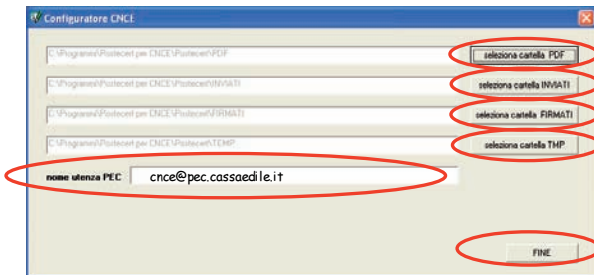 Configuratore CNCE
C:\Programmi\Postecert per CNCE\Postecert\PDF
seleziona cartella PDF
C:\Programmi\Postecert per CNCE\Postecert\INVIATI
seleziona cartella INVIATI
C:\Programmi\Postecert per CNCE\Postecert\FIRMATI
seleziona cartella FIRMATI
C:\Programmi\Postecert per CNCE\Postecert\TEMP
seleziona cartella TMP
nome utenza PEC
cnce@pec.cassaedile.it
FINE